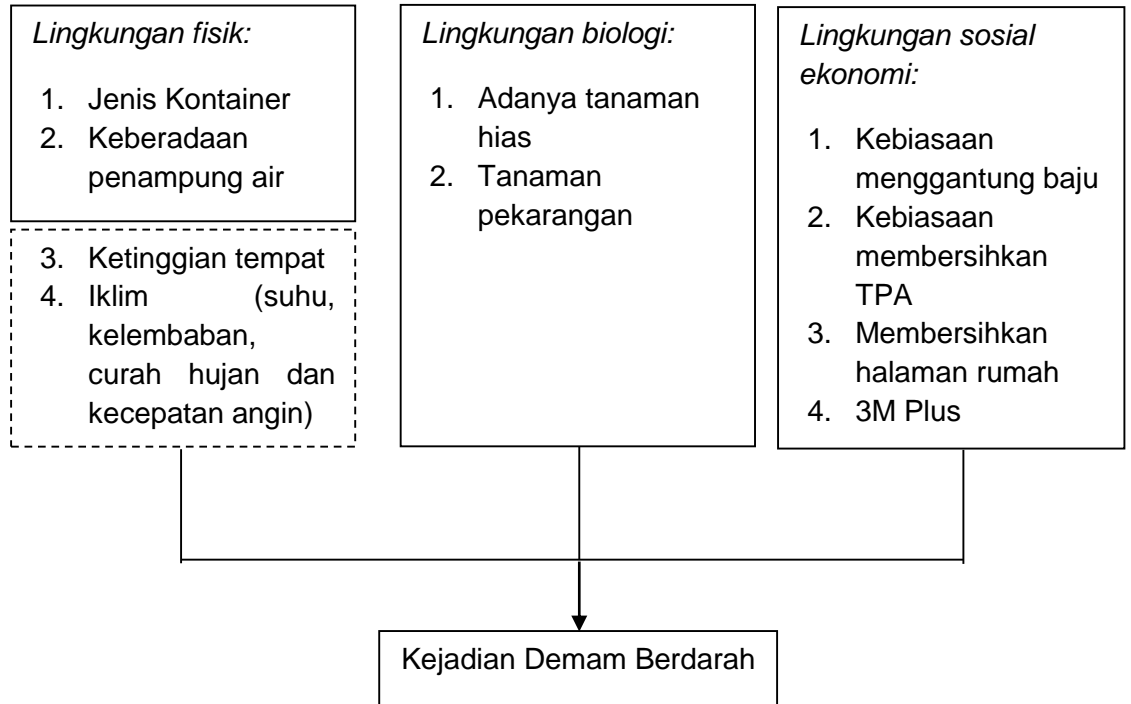 Lingkungan fisik:
1. Jenis Kontainer
2. Keberadaan
penampung air
3. Ketinggian tempat
4. Iklim (suhu,
kelembaban,
curah hujan dan
kecepatan angin)
Lingkungan biologi:
1. Adanya tanaman
hias
2. Tanaman
pekarangan
Lingkungan sosial
ekonomi:
1. Kebiasaan
menggantung baju
2. Kebiasaan
membersihkan
TPA
3. Membersihkan
halaman rumah
4. 3M Plus
Kejadian Demam Berdarah